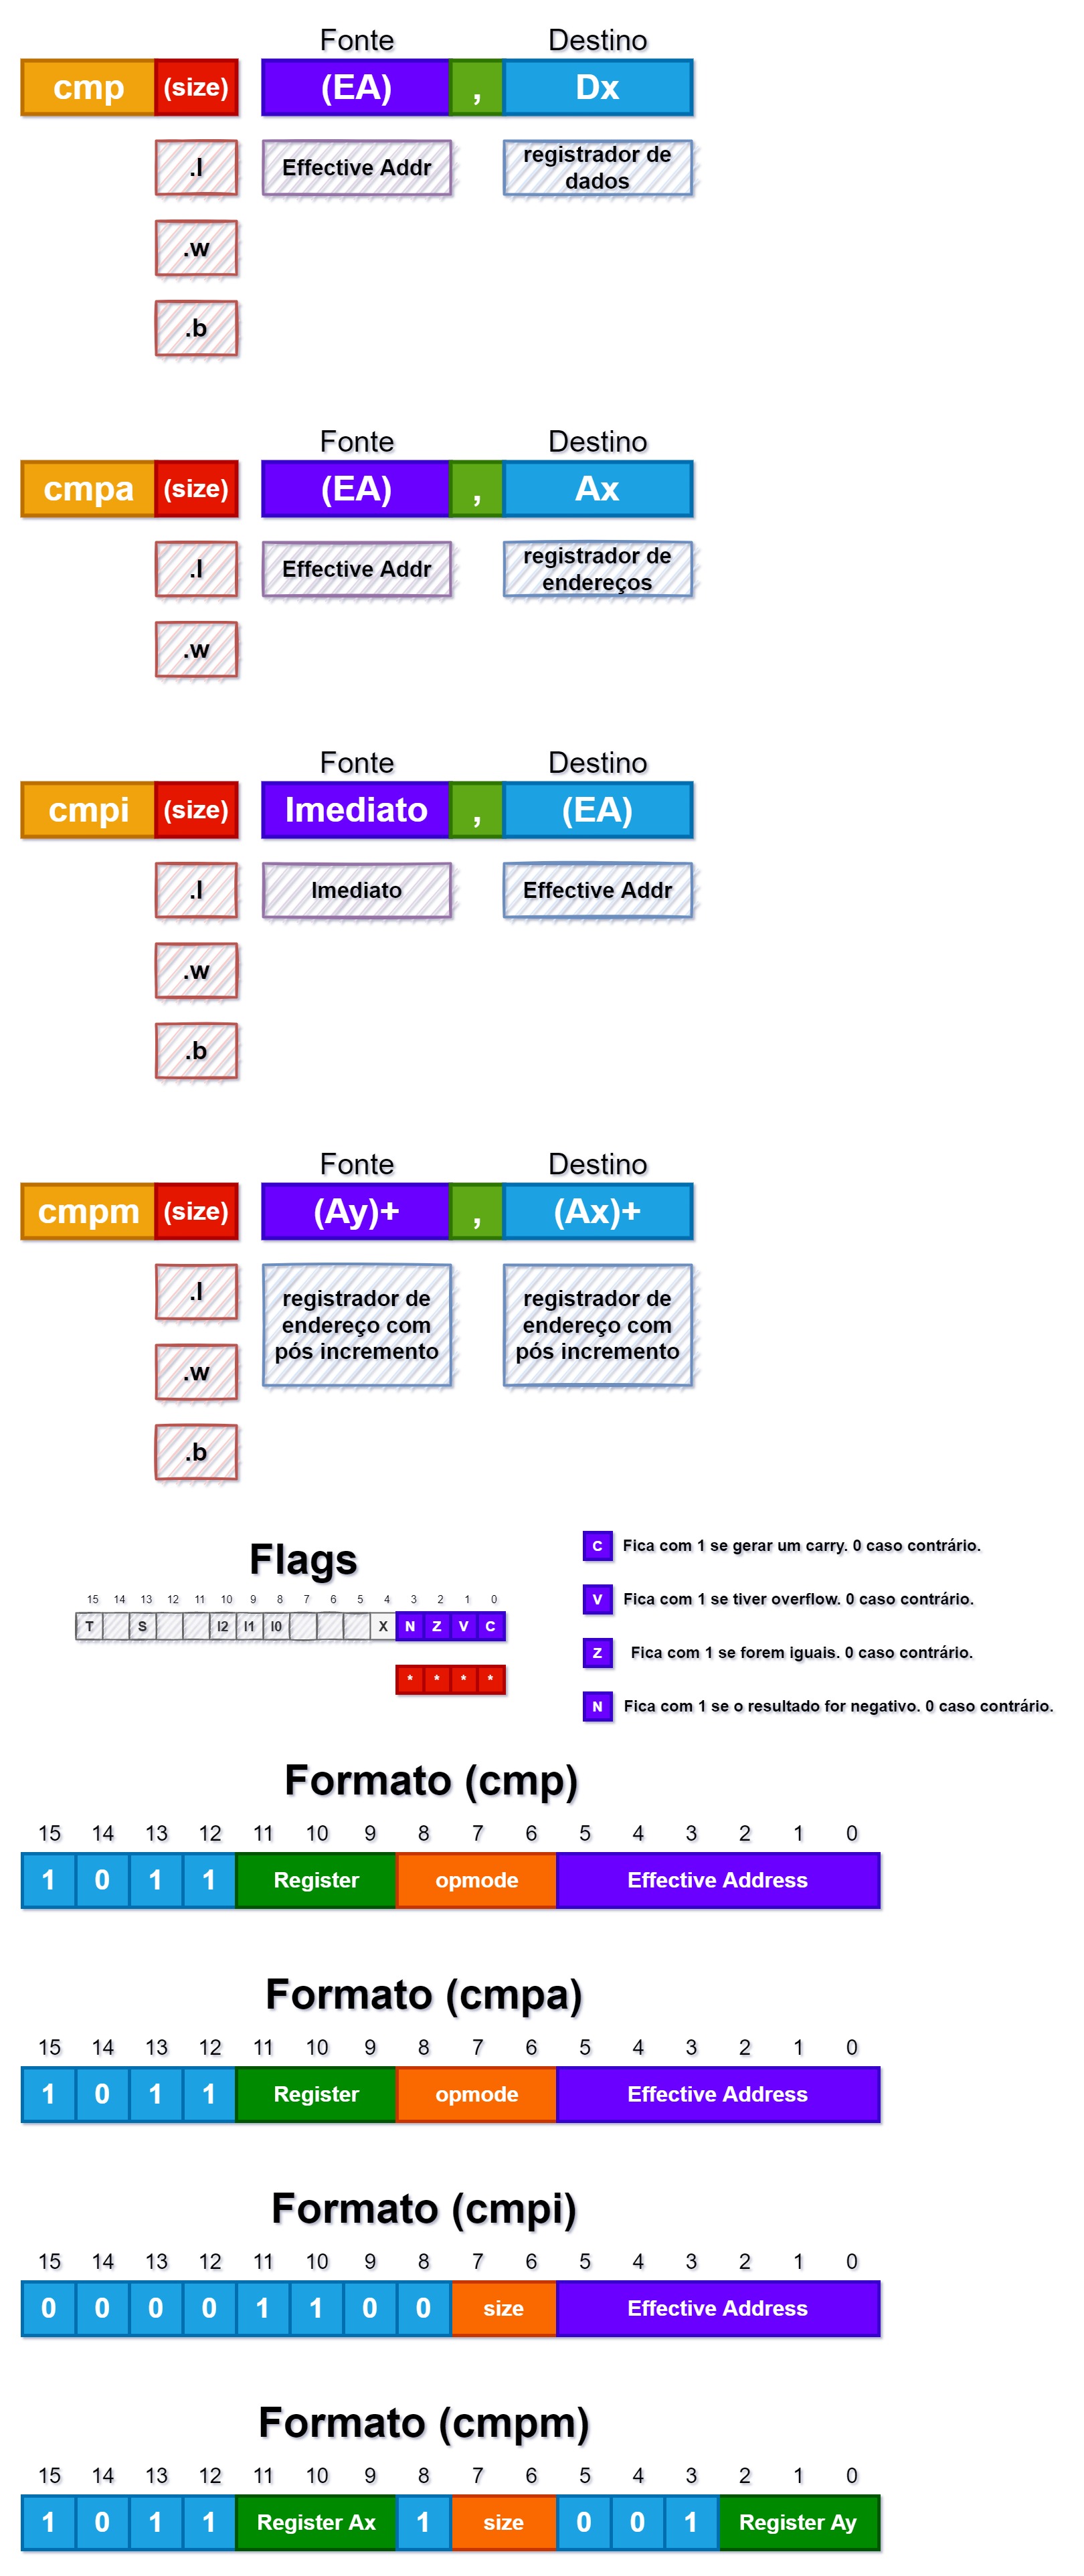 Fonte Destino
cmp (size) (EA) , Dx
.l Effective Addr registrador de
dados
.w
.b
Fonte Destino
cmpa (size) (EA) , Ax
.l Effective Addr registrador de
endereços
.w
Fonte Destino
cmpi (size) Imediato , (EA)
.l Imediato Effective Addr
.w
.b
Fonte Destino
cmpm (size) (Ay)+ , (Ax)+
.l
registrador de
endereço com
pós incremento
registrador de
endereço com
pós incremento
.w
.b
Flags
15 14 13 12 11 10 9 8 7 6 5 4 3 2 1 0
T S I2 I1 I0 X N Z V C
* * * *
C Fica com 1 se gerar um carry. 0 caso contrário.
V Fica com 1 se tiver overflow. 0 caso contrário.
Z Fica com 1 se forem iguais. 0 caso contrário.
N Fica com 1 se o resultado for negativo. 0 caso contrário.
Formato (cmp)
15 14 13 12 11 10 9 8 7 6 5 4 3 2 1 0
1 0 1 1 Register opmode Effective Address
Formato (cmpa)
15 14 13 12 11 10 9 8 7 6 5 4 3 2 1 0
1 0 1 1 Register opmode Effective Address
Formato (cmpi)
15 14 13 12 11 10 9 8 7 6 5 4 3 2 1 0
0 0 0 0 1 1 0 0 size Effective Address
Formato (cmpm)
15 14 13 12 11 10 9 8 7 6 5 4 3 2 1 0
1 0 1 1 Register Ax 1 size 0 0 1 Register Ay